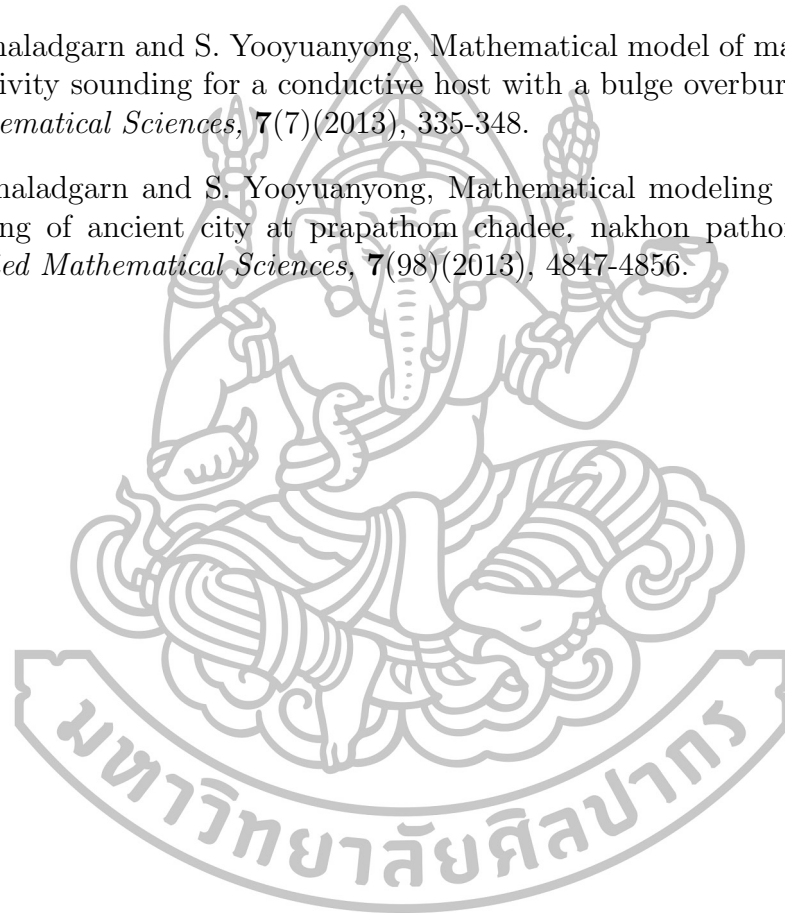 haladgarn and S. Yooyuanyong, Mathematical model of ma
ivity sounding for a conductive host with a bulge overbur
ematical Sciences, 7(7)(2013), 335-348.
haladgarn and S. Yooyuanyong, Mathematical modeling
ng of ancient city at prapathom chadee, nakhon pathor
ied Mathematical Sciences, 7(98)(2013), 4847-4856.
มหาวิทยาลัยศิลปากร